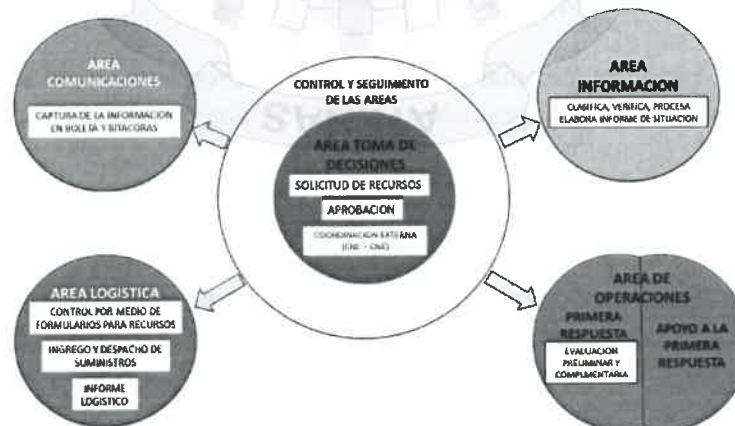 AREA
COMUNICACIONES
CAPTURA DE LA INFORMACION
EN BOLETA Y BITACORAS
CONTROL Y SEGUIMIENTO
DE LAS AREAS
AREA TOMA DE
DECISIONES
SOLICITUD DE RECURSOS
APROBACION
COORDINACION EXTERNA
AREA
INFORMACION
CLASIFICA, VERIFICA, PROCESA
ELABORA INFORME DE SITUACION
AREA LOGISTICA
CONTROL POR MEDIO DE
FORMULARIOS PARA RECURSOS
INGREGO Y DESPACHO DE
SUMINISTROS
INFORME
LOGISTICO
AREA DE
OPERACIONES
PRIMERA
RESPUESTA
EVALUACION
PRELIMINAR Y
COMPLIMENTARIA
APOYO A LA
PRIMERA
RESPUESTA